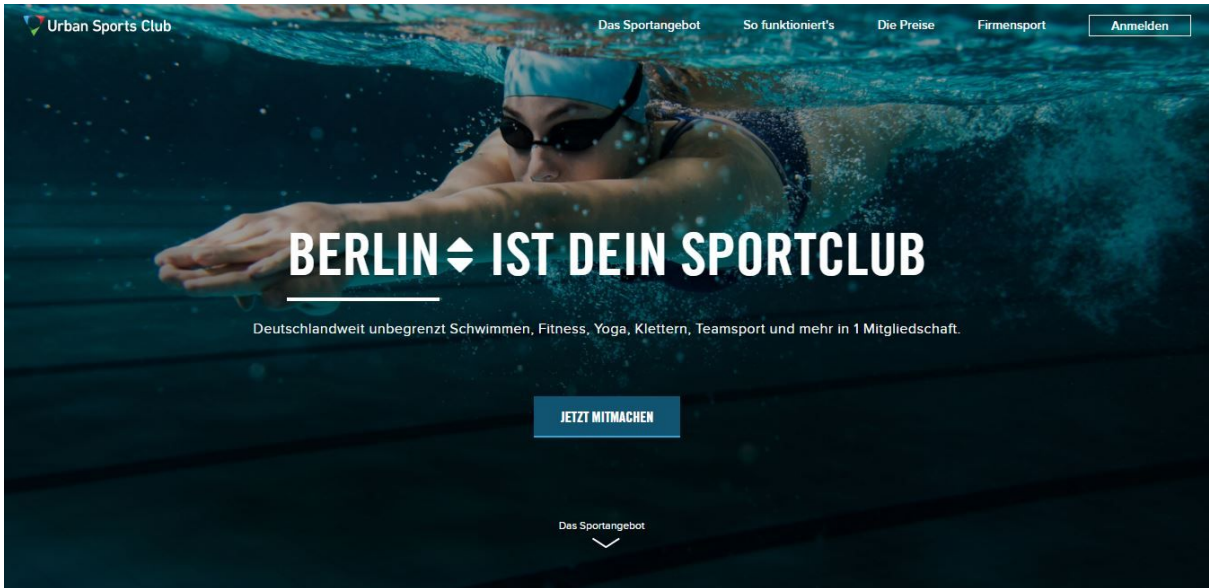 Urban Sports Club
Das Sportangebot
So funktioniert's
Die Preise
Firmensport
Anmelden
BERLIN IST DEIN SPORTCLUB
Deutschlandweit unbegrenzt Schwimmen, Fitness, Yoga, Klettern, Teamsport und mehr in 1 Mitgliedschaft.
JETZT MITMACHEN
Das Sportangebot